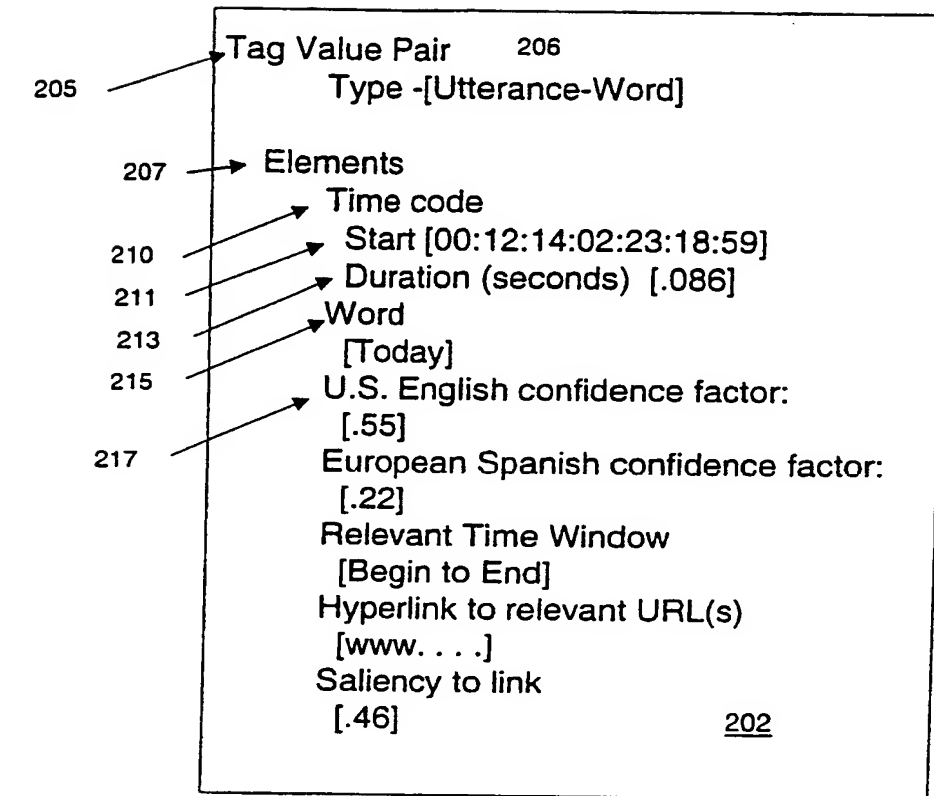 Tag Value Pair 206
205
Type -[Utterance-Word]
207 Elements
Time code
210
Start [00:12:14:02:23:18:59]
211
Duration (seconds) [.086]
213
Word
[Today]
215
U.S. English confidence factor:
[.55]
217
European Spanish confidence factor:
[.22]
Relevant Time Window
[Begin to End]
Hyperlink to relevant URL(s)
[www. . . .]
Saliency to link
[.46]
202